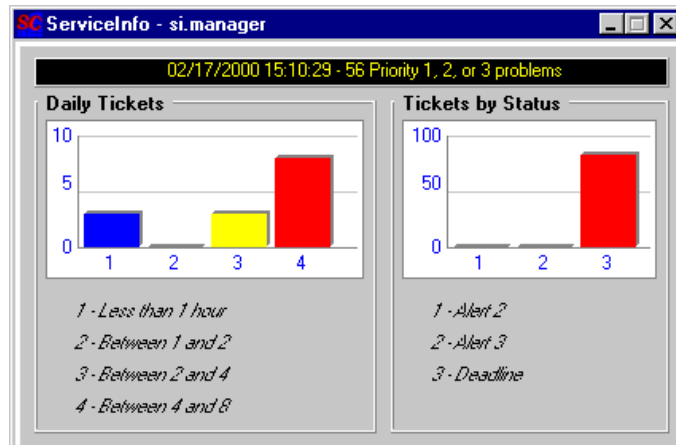 SC ServiceInfo - si.manager
02/17/2000 15:10:29 - 56 Priority 1, 2, or 3 problems
Daily Tickets
10
5
0
1 2 3 4
1 - Less than 1 hour
2 - Between 1 and 2
3 - Between 2 and 4
4 - Between 4 and 8
Tickets by Status
100
50
0
1 2 3
1 - Alert 2
2 - Alert 3
3 - Deadline